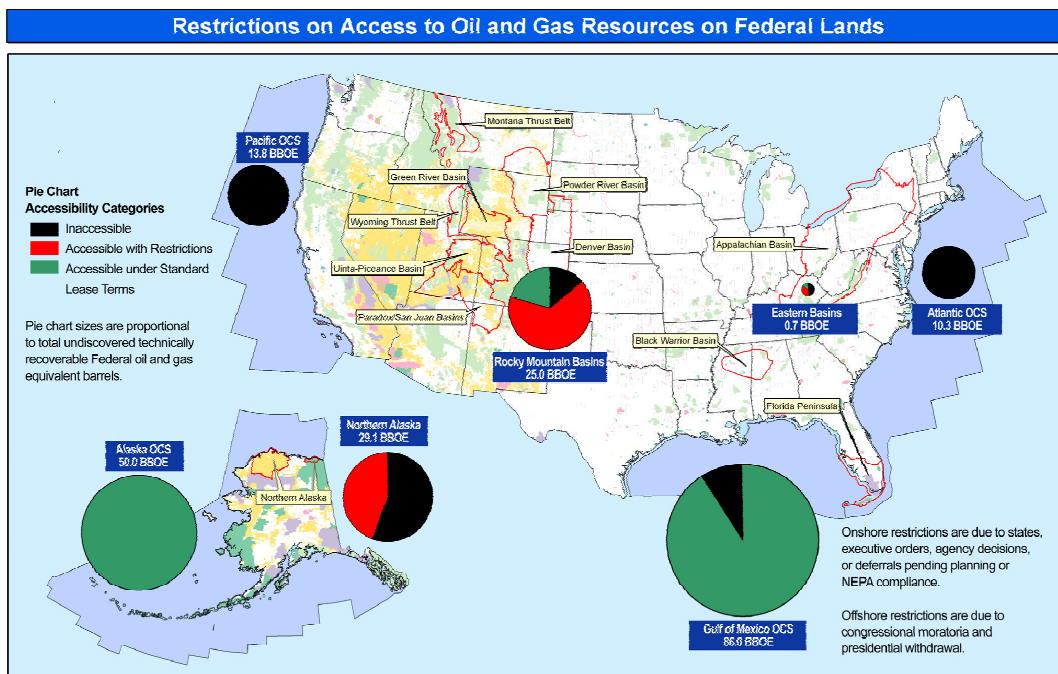 Restrictions on Access to Oil and Gas Resources on Federal Lands
Pacific OCS
13.8 BBOE
Montana Thrust Belt
Green River Basin
Powder River Basin
Pie Chart
Accessibility Categories
Inaccessible
Accessible with Restrictions
Accessible under Standard
Lease Terms
Wyoming Thrust Belt
Denver Basin
Appalachian Basin
Uinta-Piceance Basin
Paradox/San Juan Basins
Eastern Basins
0.7 BBOE
Atlantic OCS
10.3 BBOE
Pie chart sizes are proportional
to total undiscovered technically
recoverable Federal oil and gas
equivalent barrels.
Black Warrior Basin
Rocky Mountain Basins
25.0 BBOE
Florida Peninsula
Northern Alaska
29.1 BBOE
Alaska OCS
50.0 BBOE
Northern Alaska
Onshore restrictions are due to states,
executive orders, agency decisions,
or deferrals pending planning or
NEPA compliance.
Offshore restrictions are due to
congressional moratoria and
presidential withdrawal.
Gulf of Mexico OCS
86.0 BBOE